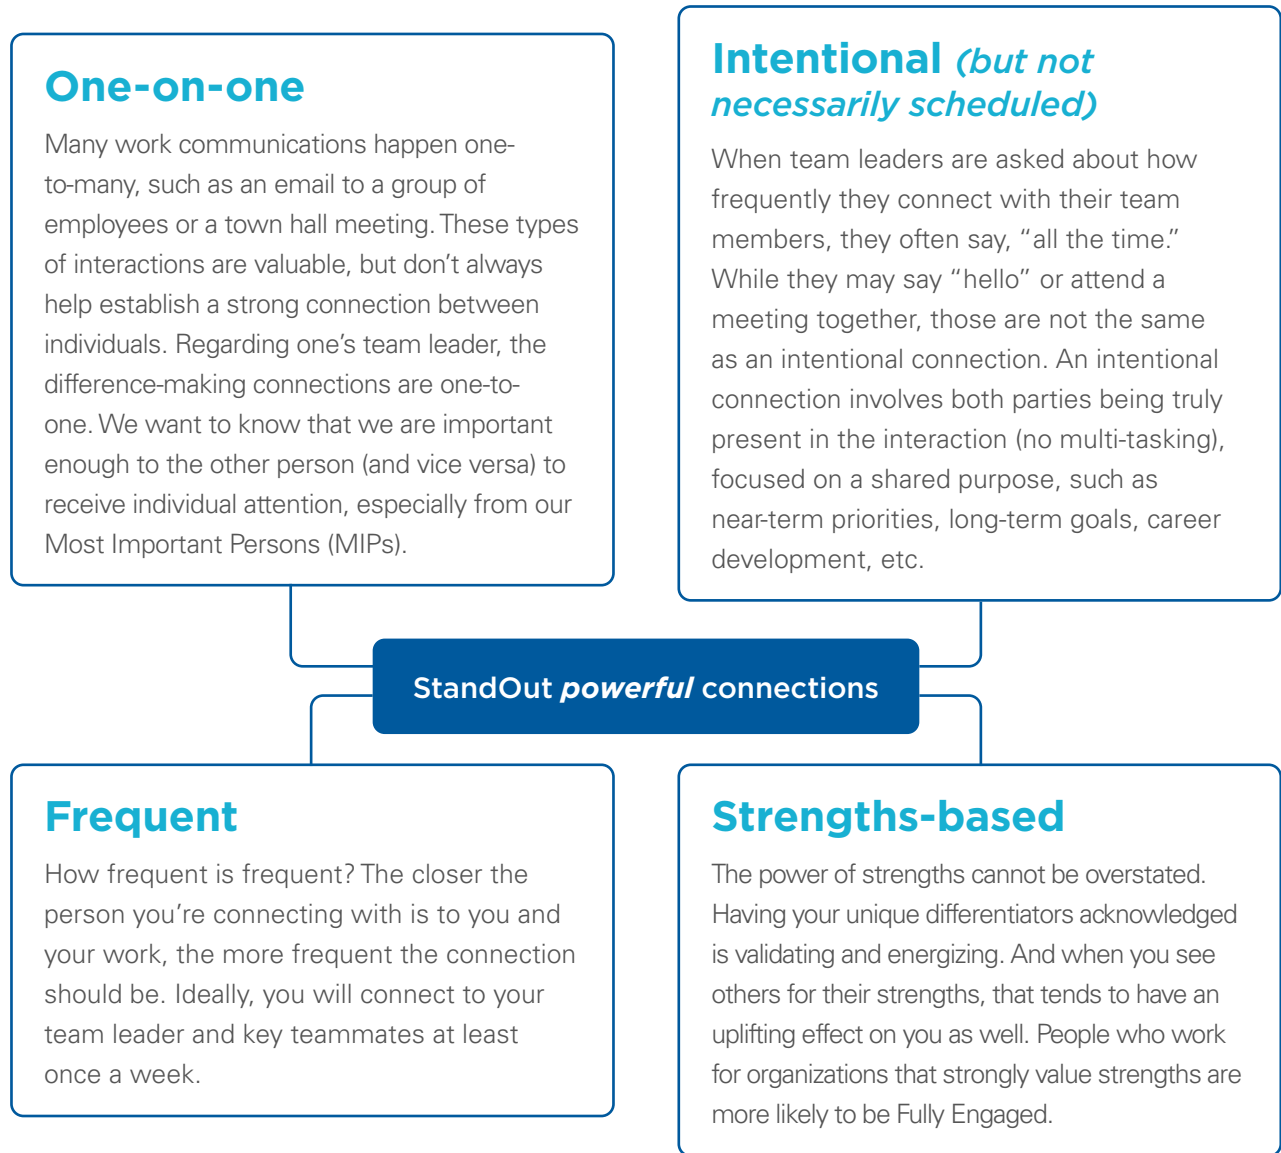 One-on-one
Many work communications happen one-
to-many, such as an email to a group of
employees or a town hall meeting. These types
of interactions are valuable, but don’t always
help establish a strong connection between
individuals. Regarding one’s team leader, the
difference-making connections are one-to-
one. We want to know that we are important
enough to the other person (and vice versa) to
receive individual attention, especially from our
Most Important Persons (MIPs).
Intentional (but not
necessarily scheduled)
When team leaders are asked about how
frequently they connect with their team
members, they often say, “all the time.”
While they may say “hello” or attend a
meeting together, those are not the same
as an intentional connection. An intentional
connection involves both parties being truly
present in the interaction (no multi-tasking),
focused on a shared purpose, such as
near-term priorities, long-term goals, career
development, etc.
StandOut powerful connections
Frequent
How frequent is frequent? The closer the
person you’re connecting with is to you and
your work, the more frequent the connection
should be. Ideally, you will connect to your
team leader and key teammates at least
once a week.
Strengths-based
The power of strengths cannot be overstated.
Having your unique differentiators acknowledged
is validating and energizing. And when you see
others for their strengths, that tends to have an
uplifting effect on you as well. People who work
for organizations that strongly value strengths are
more likely to be Fully Engaged.